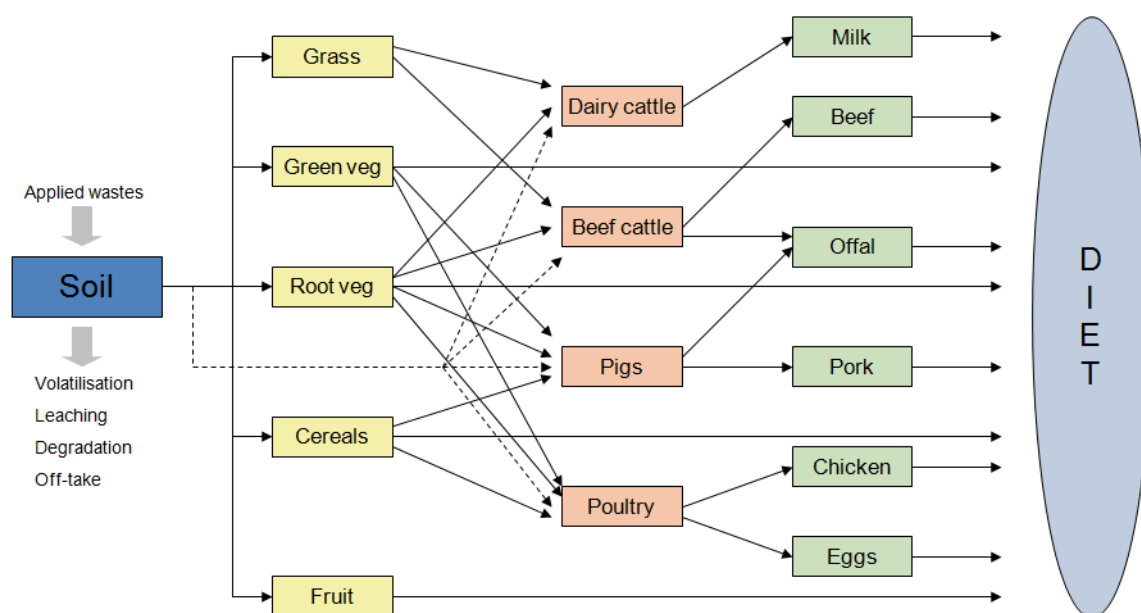 Applied wastes
Soil
Volatilisation
Leaching
Degradation
Off-take
Grass
Green veg
Root veg
Cereals
Fruit
Dairy cattle
Beef cattle
Pigs
Poultry
Milk
Beef
Offal
Pork
Chicken
Eggs
D
I
E
T